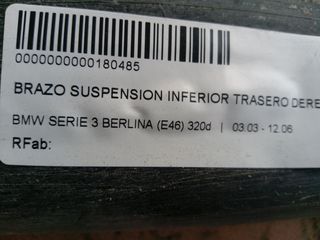 0000000000180485
BRAZO SUSPENSION INFERIOR TRASERO DERE
BMW SERIE 3 BERLINA (E46) 320d | 03.03 - 12.06
RFab: